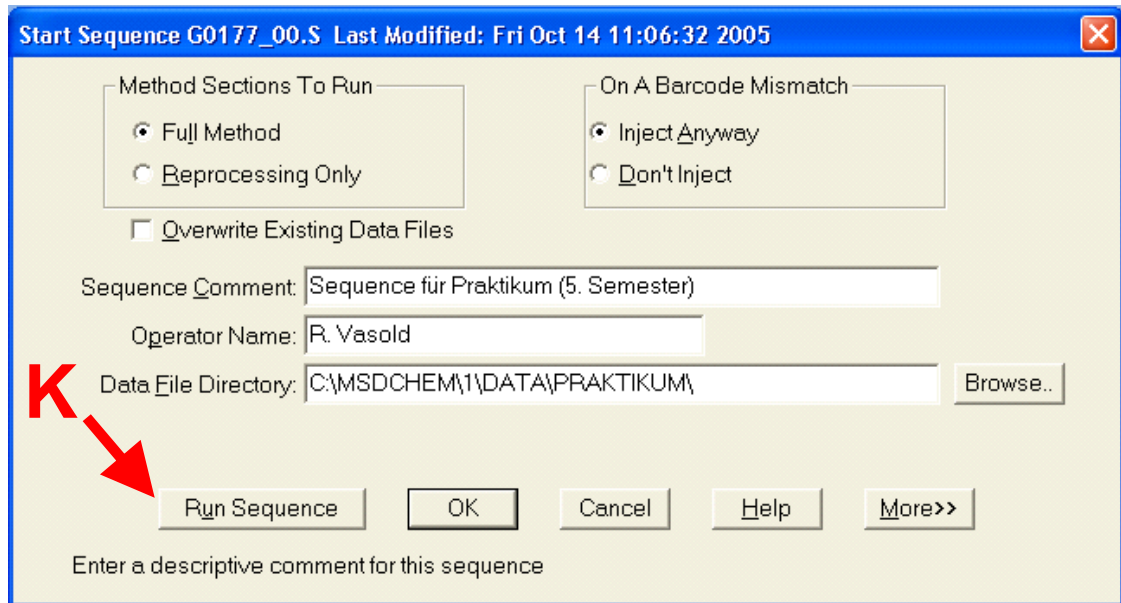 Start Sequence G0177_00.S Last Modified: Fri Oct 14 11:06:32 2005
Method Sections To Run
On A Barcode Mismatch
Full Method
Inject Anyway
Reprocessing Only
Don't Inject
Overwrite Existing Data Files
Sequence Comment: Sequence für Praktikum (5. Semester)
Operator Name: R. Vasold
Data File Directory: C:\MSDCHEM\1\DATA\PRAKTIKUM\ Browse..
K
Run Sequence OK Cancel Help More>>
Enter a descriptive comment for this sequence